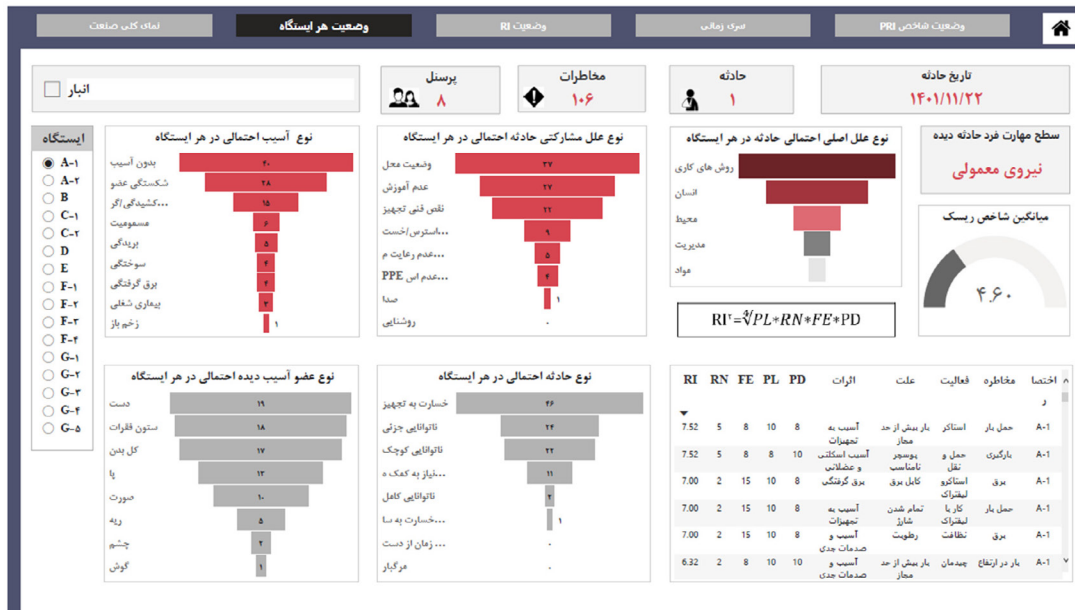 وضعیت شاخص PRI
سری زمانی
وضعیت RI
وضعیت هر ایستگاه
نمای کلی صنعت
تاریخ حادثه
۱۴۰۱/۱۱/۲۲
حادثه
۱
مخاطرات
۱۰۶
پرسنل
۸
انبار
ایستگاه
A-۱
A-۲
B
C-۱
C-۲
D
E
F-۱
F-۲
F-۳
F-۴
G-۱
G-۲
G-۳
G-۴
G-۵
سطح مهارت فرد حادثه دیده
نیروی معمولی
میانگین شاخص ریسک
۴.۶۰
نوع علل اصلی احتمالی حادثه در هر ایستگاه
روش های کاری
انسان
محیط
مدیریت
مواد
RI۲=∜PL*RN*FE*PD
نوع علل مشارکتی حادثه احتمالی در هر ایستگاه
وضعیت محل ۳۷
عدم آموزش ۲۷
نقص فنی تجهیز ۲۲
استرس/خست... ۹
عدم رعایت م... ۵
عدم اس PPE... ۴
صدا ۱
روشنایی ۰
نوع آسیب احتمالی در هر ایستگاه
بدون آسیب ۴۰
شکستگی عضو ۲۸
کشیدگی/گر... ۱۵
مسمومیت ۶
بریدگی ۵
سوختگی ۴
برق گرفتگی ۴
بیماری شغلی ۳
زخم باز ۱
نوع حادثه احتمالی در هر ایستگاه
خسارت به تجهیز ۴۶
ناتوانایی جزئی ۲۴
ناتوانایی کوچک ۲۲
نیاز به کمک ه... ۱۱
ناتوانایی کامل ۲
خسارت به سا... ۱
زمان از دست... ۰
مرگبار ۰
نوع عضو آسیب دیده احتمالی در هر ایستگاه
دست ۱۹
ستون فقرات ۱۸
کل بدن ۱۷
پا ۱۳
صورت ۱۰
ریه ۵
چشم ۲
گوش ۱
اختصار مخاطره فعالیت علت اثرات PD PL FE RN RI
A-1 حمل بار استاکر بار بیش از حد مجاز آسیب به تجهیزات 8 10 8 5 7.52
A-1 بارگیری حمل و نقل پوسچر نامناسب آسیب اسکلتی و عضلانی 10 8 8 5 7.52
A-1 برق استاکرو لیفتراک کابل برق برق گرفتگی 8 10 15 2 7.00
A-1 حمل بار کار با لیفتراک تمام شدن شارژ آسیب به تجهیزات 8 10 15 2 7.00
A-1 برق نظافت رطوبت آسیب و صدمات جدی 8 10 15 2 7.00
A-1 بار در ارتفاع چیدمان بار بیش از حد مجاز آسیب و صدمات جدی 10 10 8 2 6.32